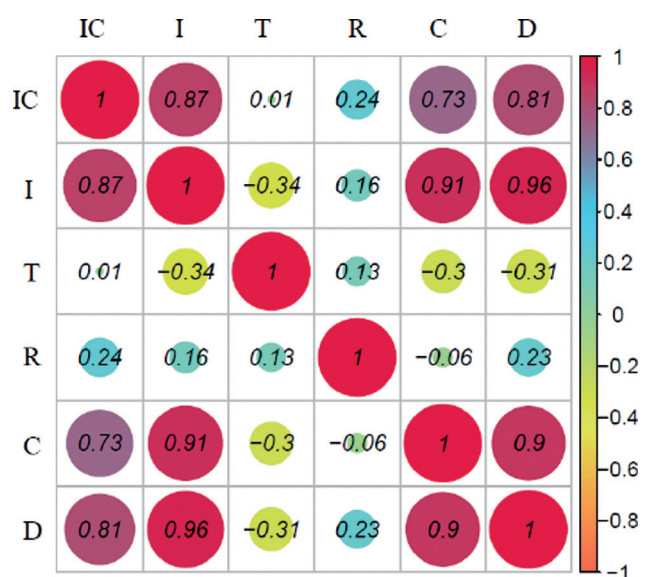 IC I T R C D
IC 1 0.87 0.01 0.24 0.73 0.81
I 0.87 1 −0.34 0.16 0.91 0.96
T 0.01 −0.34 1 0.13 −0.3 −0.31
R 0.24 0.16 0.13 1 −0.06 0.23
C 0.73 0.91 −0.3 −0.06 1 0.9
D 0.81 0.96 −0.31 0.23 0.9 1
1
0.8
0.6
0.4
0.2
0
−0.2
−0.4
−0.6
−0.8
−1